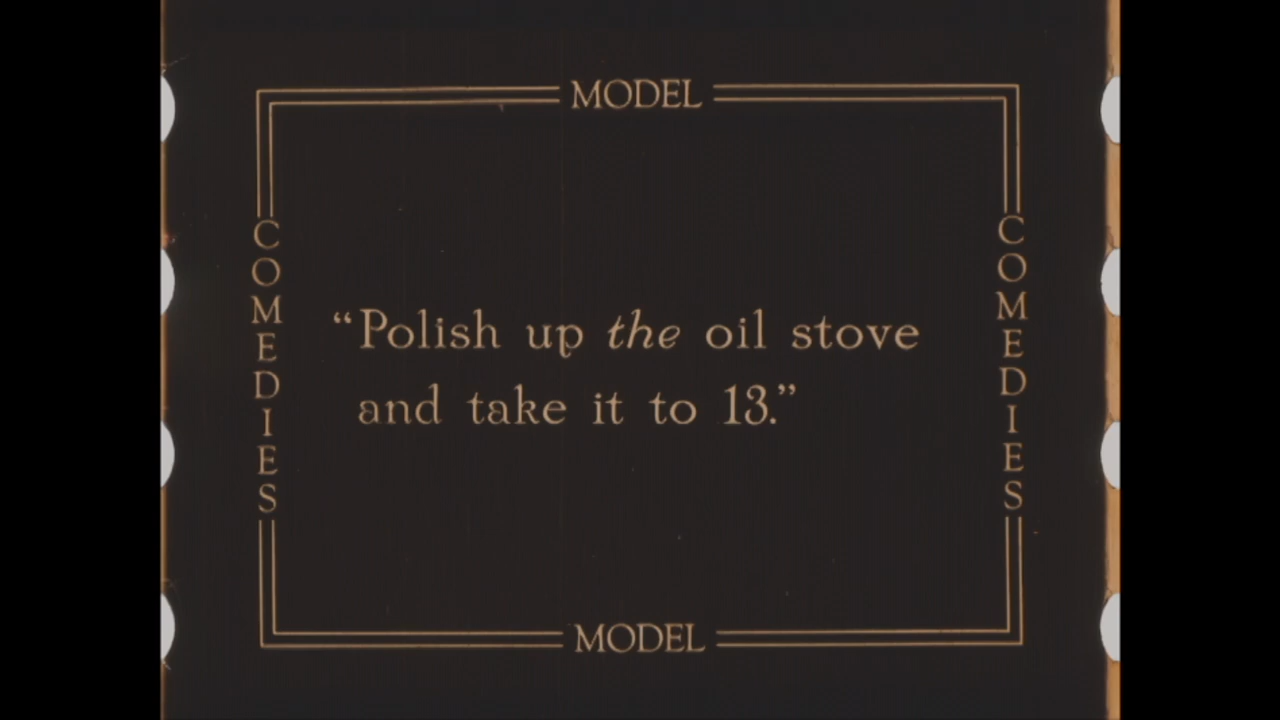 MODEL
COMEDIES
COMEDIES
“Polish up the oil stove
and take it to 13.”
MODEL